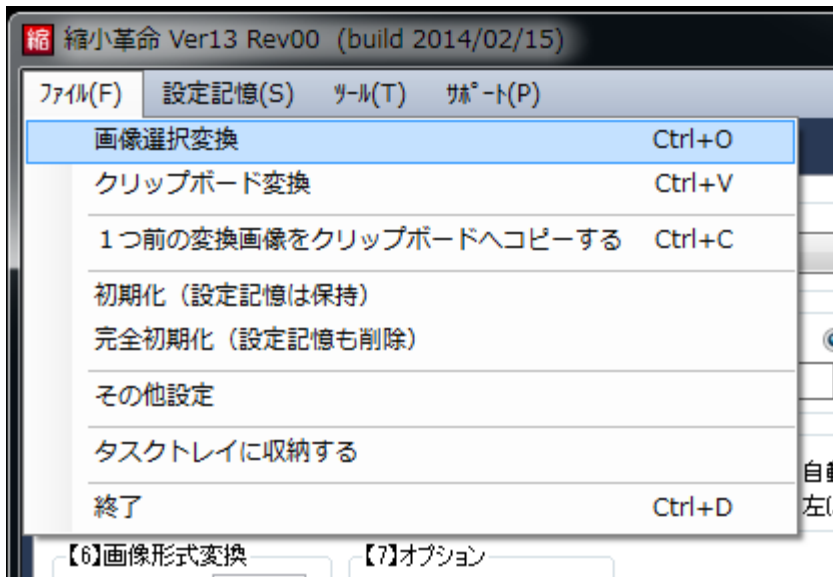 縮 縮小革命 Ver13 Rev00 (build 2014/02/15)
ﾌｧｲﾙ(F) 設定記憶(S) ﾂｰﾙ(T) ｻﾎﾟｰﾄ(P)
画像選択変換 Ctrl+O
クリップボード変換 Ctrl+V
１つ前の変換画像をクリップボードへコピーする Ctrl+C
初期化（設定記憶は保持）
完全初期化（設定記憶も削除）
その他設定
タスクトレイに収納する
自
終了 Ctrl+D
左
【6】画像形式変換 【7】オプション